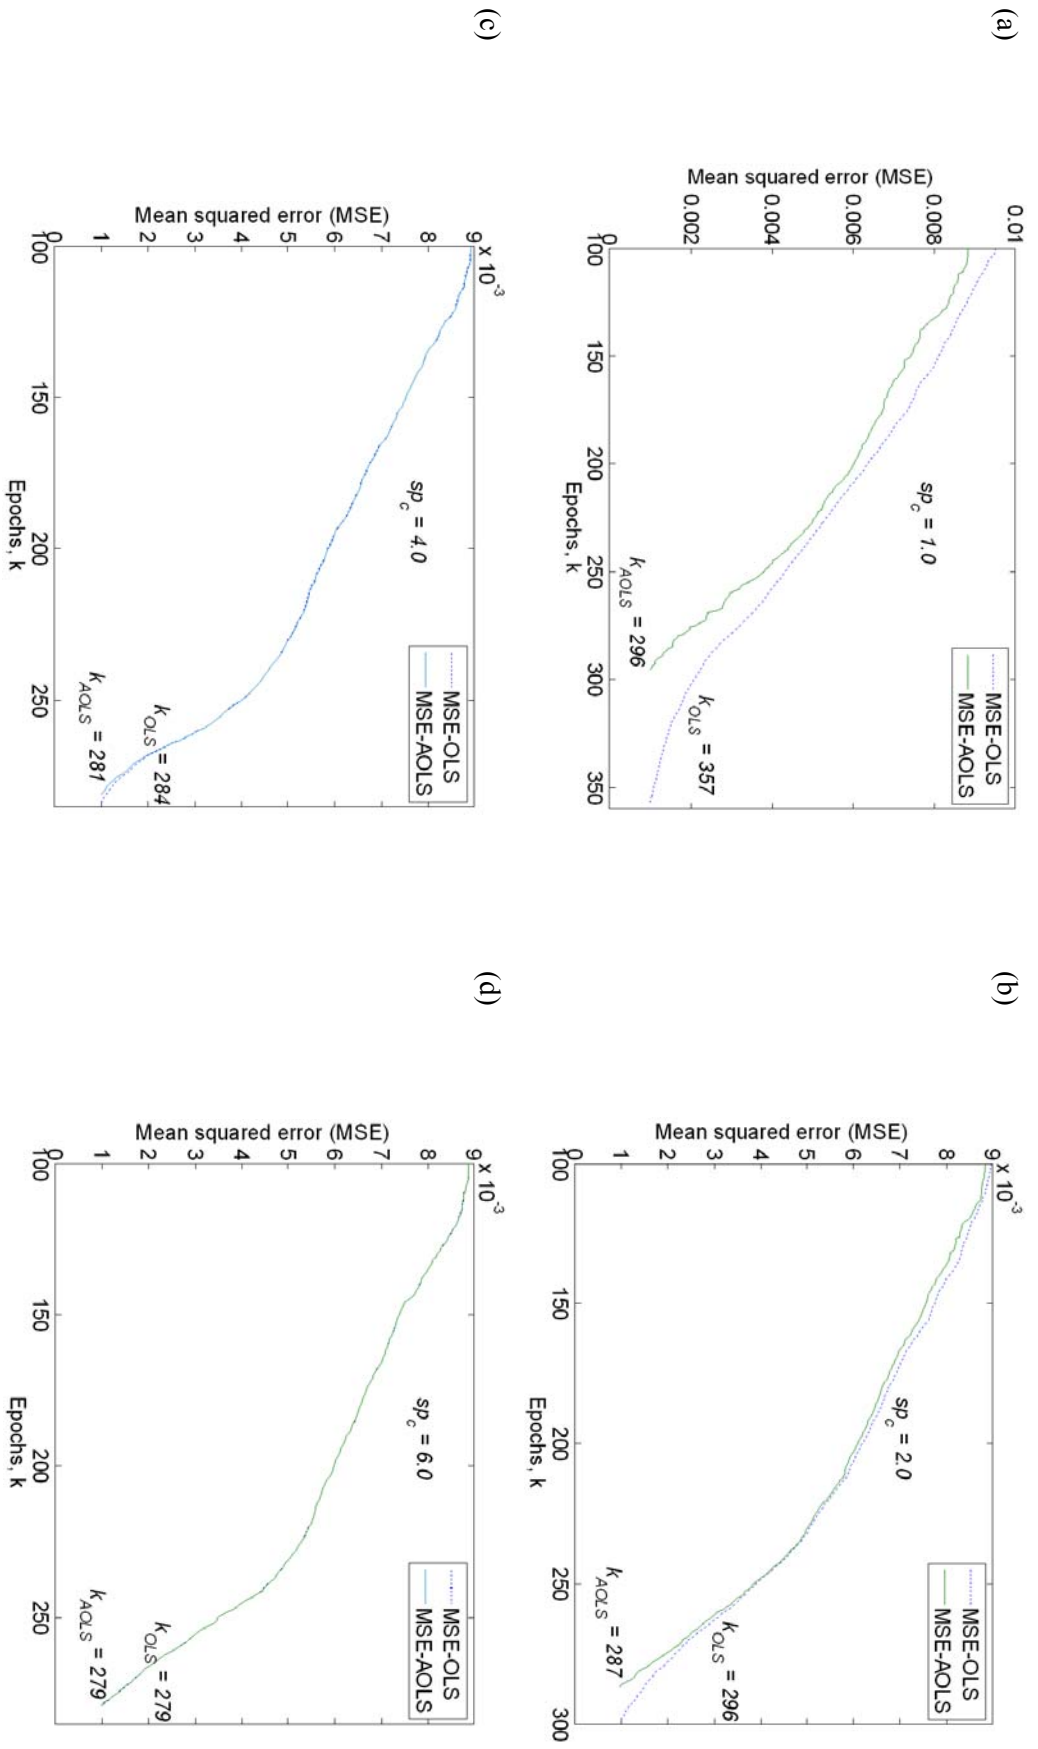 (a)
Mean squared error (MSE)
0.01
0.008
0.006
0.004
0.002
0
100
150
200
250
300
350
Epochs, k
sp_c = 1.0
MSE-OLS
MSE-AOLS
k_AOLS = 296
k_OLS = 357
(b)
Mean squared error (MSE)
x 10^-3
9
8
7
6
5
4
3
2
1
0
100
150
200
250
300
Epochs, k
sp_c = 2.0
MSE-OLS
MSE-AOLS
k_OLS = 296
k_AOLS = 287
(c)
Mean squared error (MSE)
x 10^-3
9
8
7
6
5
4
3
2
1
0
100
150
200
250
Epochs, k
sp_c = 4.0
MSE-OLS
MSE-AOLS
k_OLS = 284
k_AOLS = 281
(d)
Mean squared error (MSE)
x 10^-3
9
8
7
6
5
4
3
2
1
0
100
150
200
250
Epochs, k
sp_c = 6.0
MSE-OLS
MSE-AOLS
k_OLS = 279
k_AOLS = 279